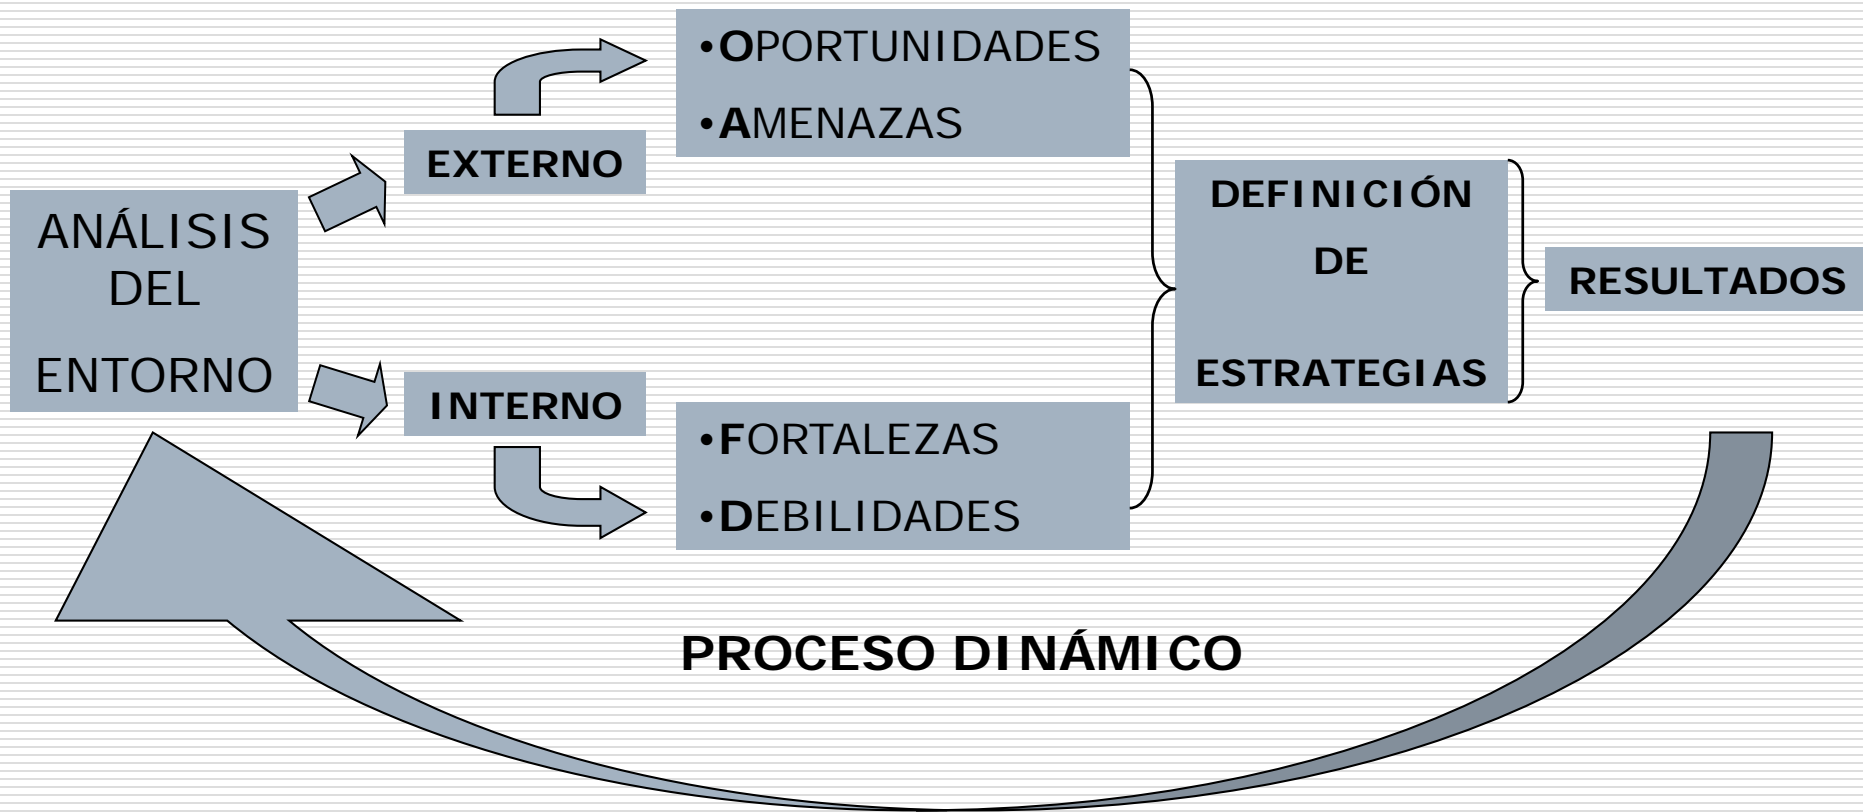 ANÁLISIS
DEL
ENTORNO
EXTERNO
•OPORTUNIDADES
•AMENAZAS
INTERNO
•FORTALEZAS
•DEBILIDADES
DEFINICIÓN
DE
ESTRATEGIAS
RESULTADOS
PROCESO DINÁMICO